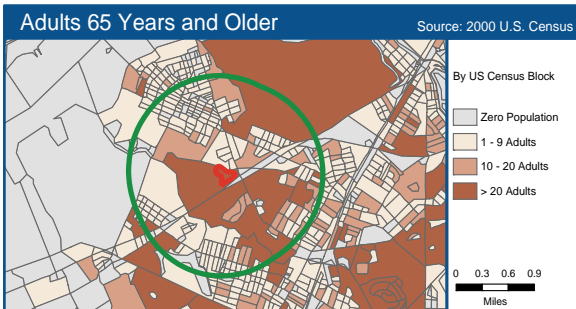 Adults 65 Years and Older
Source: 2000 U.S. Census
By US Census Block
Zero Population
1 - 9 Adults
10 - 20 Adults
> 20 Adults
0 0.3 0.6 0.9
Miles